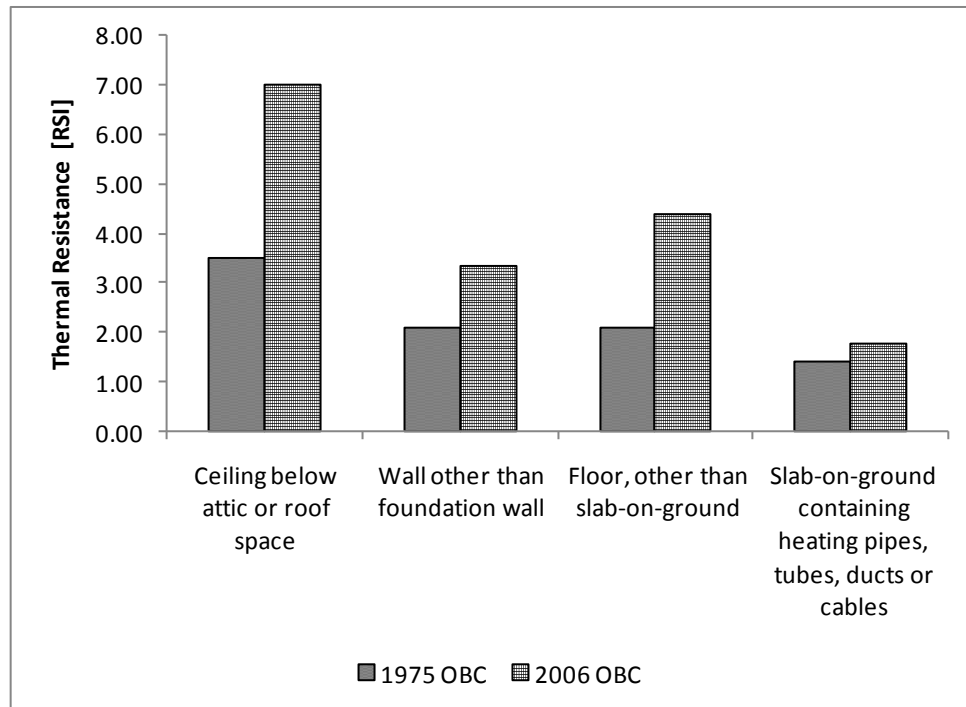 8.00
7.00
6.00
5.00
4.00
3.00
2.00
1.00
0.00
Thermal Resistance [RSI]
Ceiling below
attic or roof
space
Wall other than
foundation wall
Floor, other than
slab-on-ground
Slab-on-ground
containing
heating pipes,
tubes, ducts or
cables
1975 OBC
2006 OBC